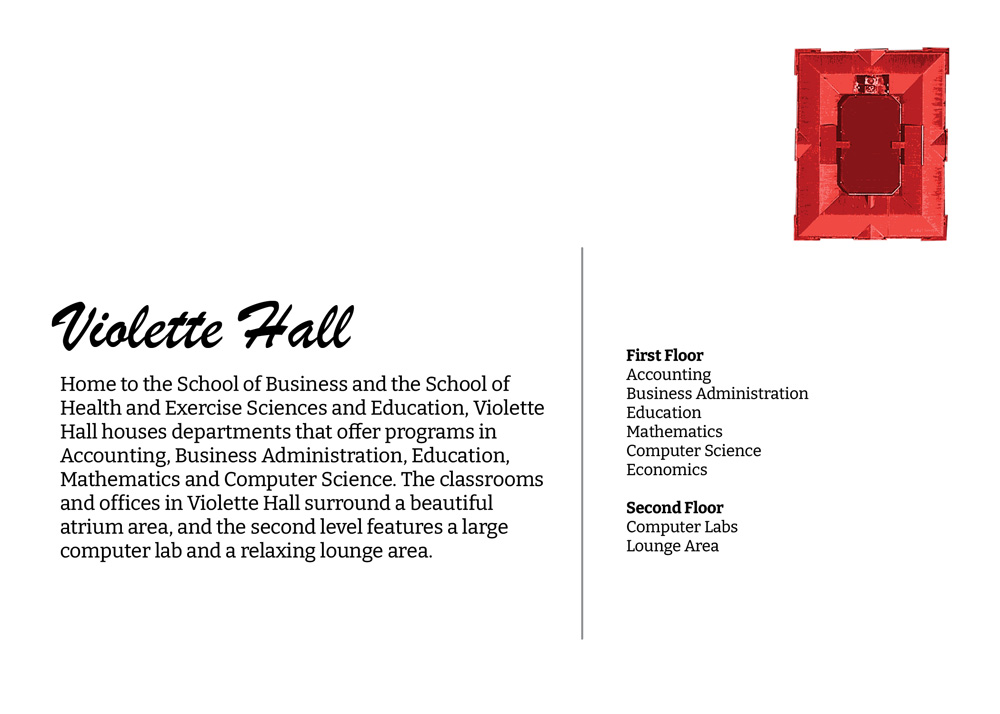 Violette Hall
Home to the School of Business and the School of
Health and Exercise Sciences and Education, Violette
Hall houses departments that offer programs in
Accounting, Business Administration, Education,
Mathematics and Computer Science. The classrooms
and offices in Violette Hall surround a beautiful
atrium area, and the second level features a large
computer lab and a relaxing lounge area.
First Floor
Accounting
Business Administration
Education
Mathematics
Computer Science
Economics
Second Floor
Computer Labs
Lounge Area